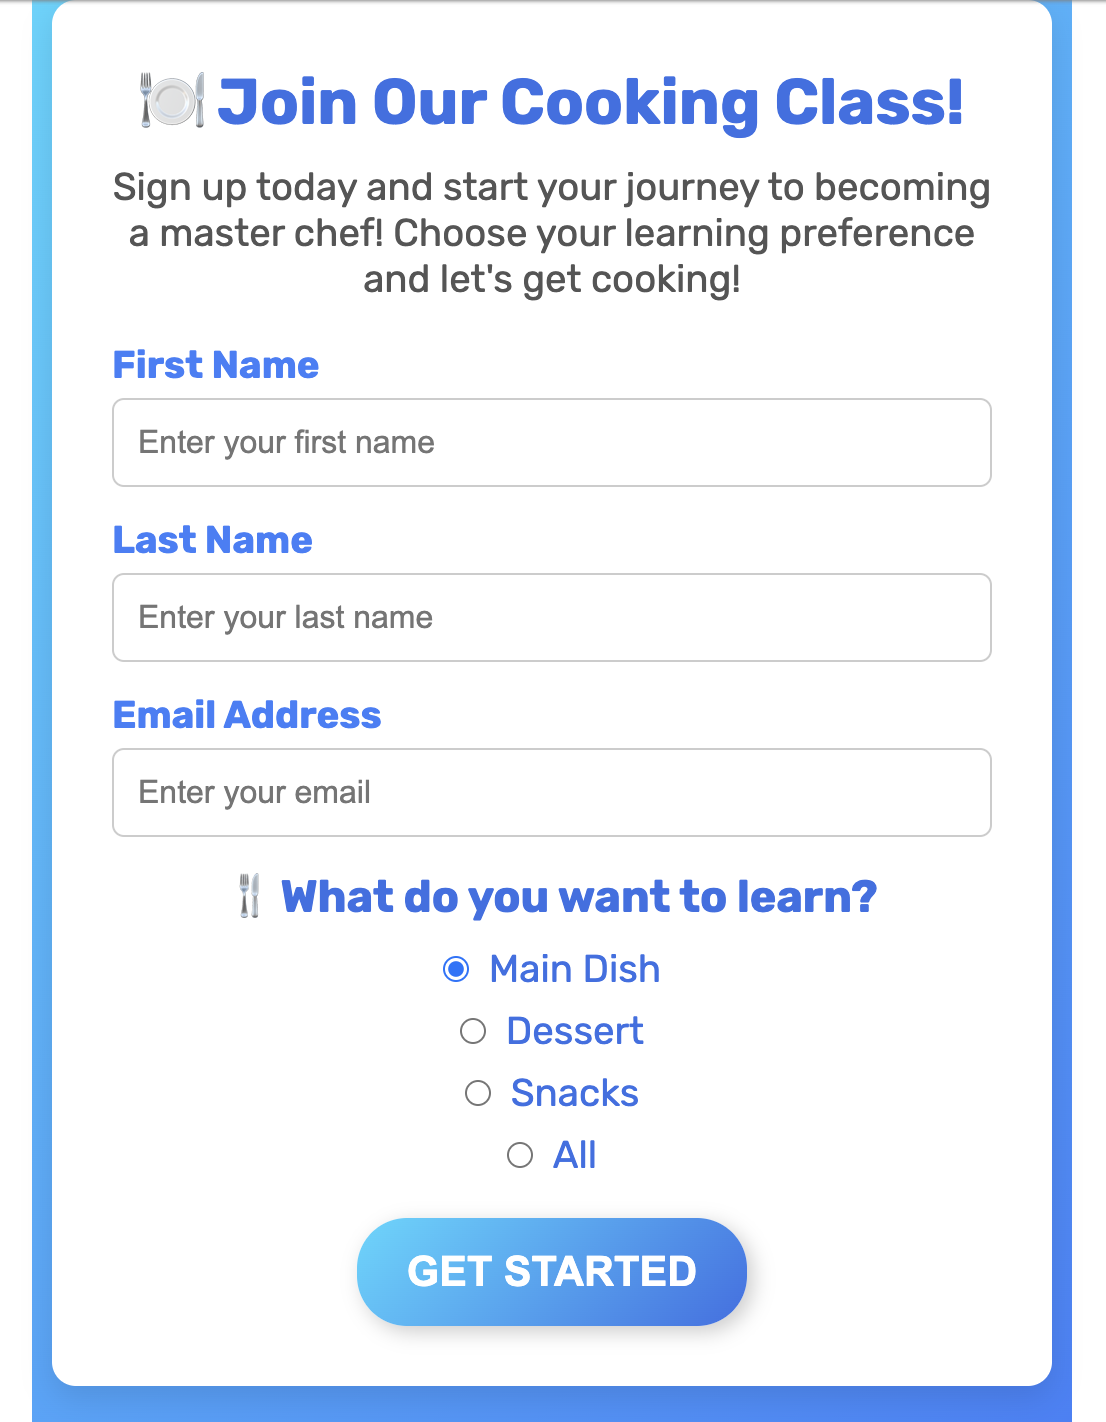 🍽️ Join Our Cooking Class!
Sign up today and start your journey to becoming
a master chef! Choose your learning preference
and let's get cooking!
First Name
Enter your first name
Last Name
Enter your last name
Email Address
Enter your email
🍴 What do you want to learn?
Main Dish
Dessert
Snacks
All
GET STARTED